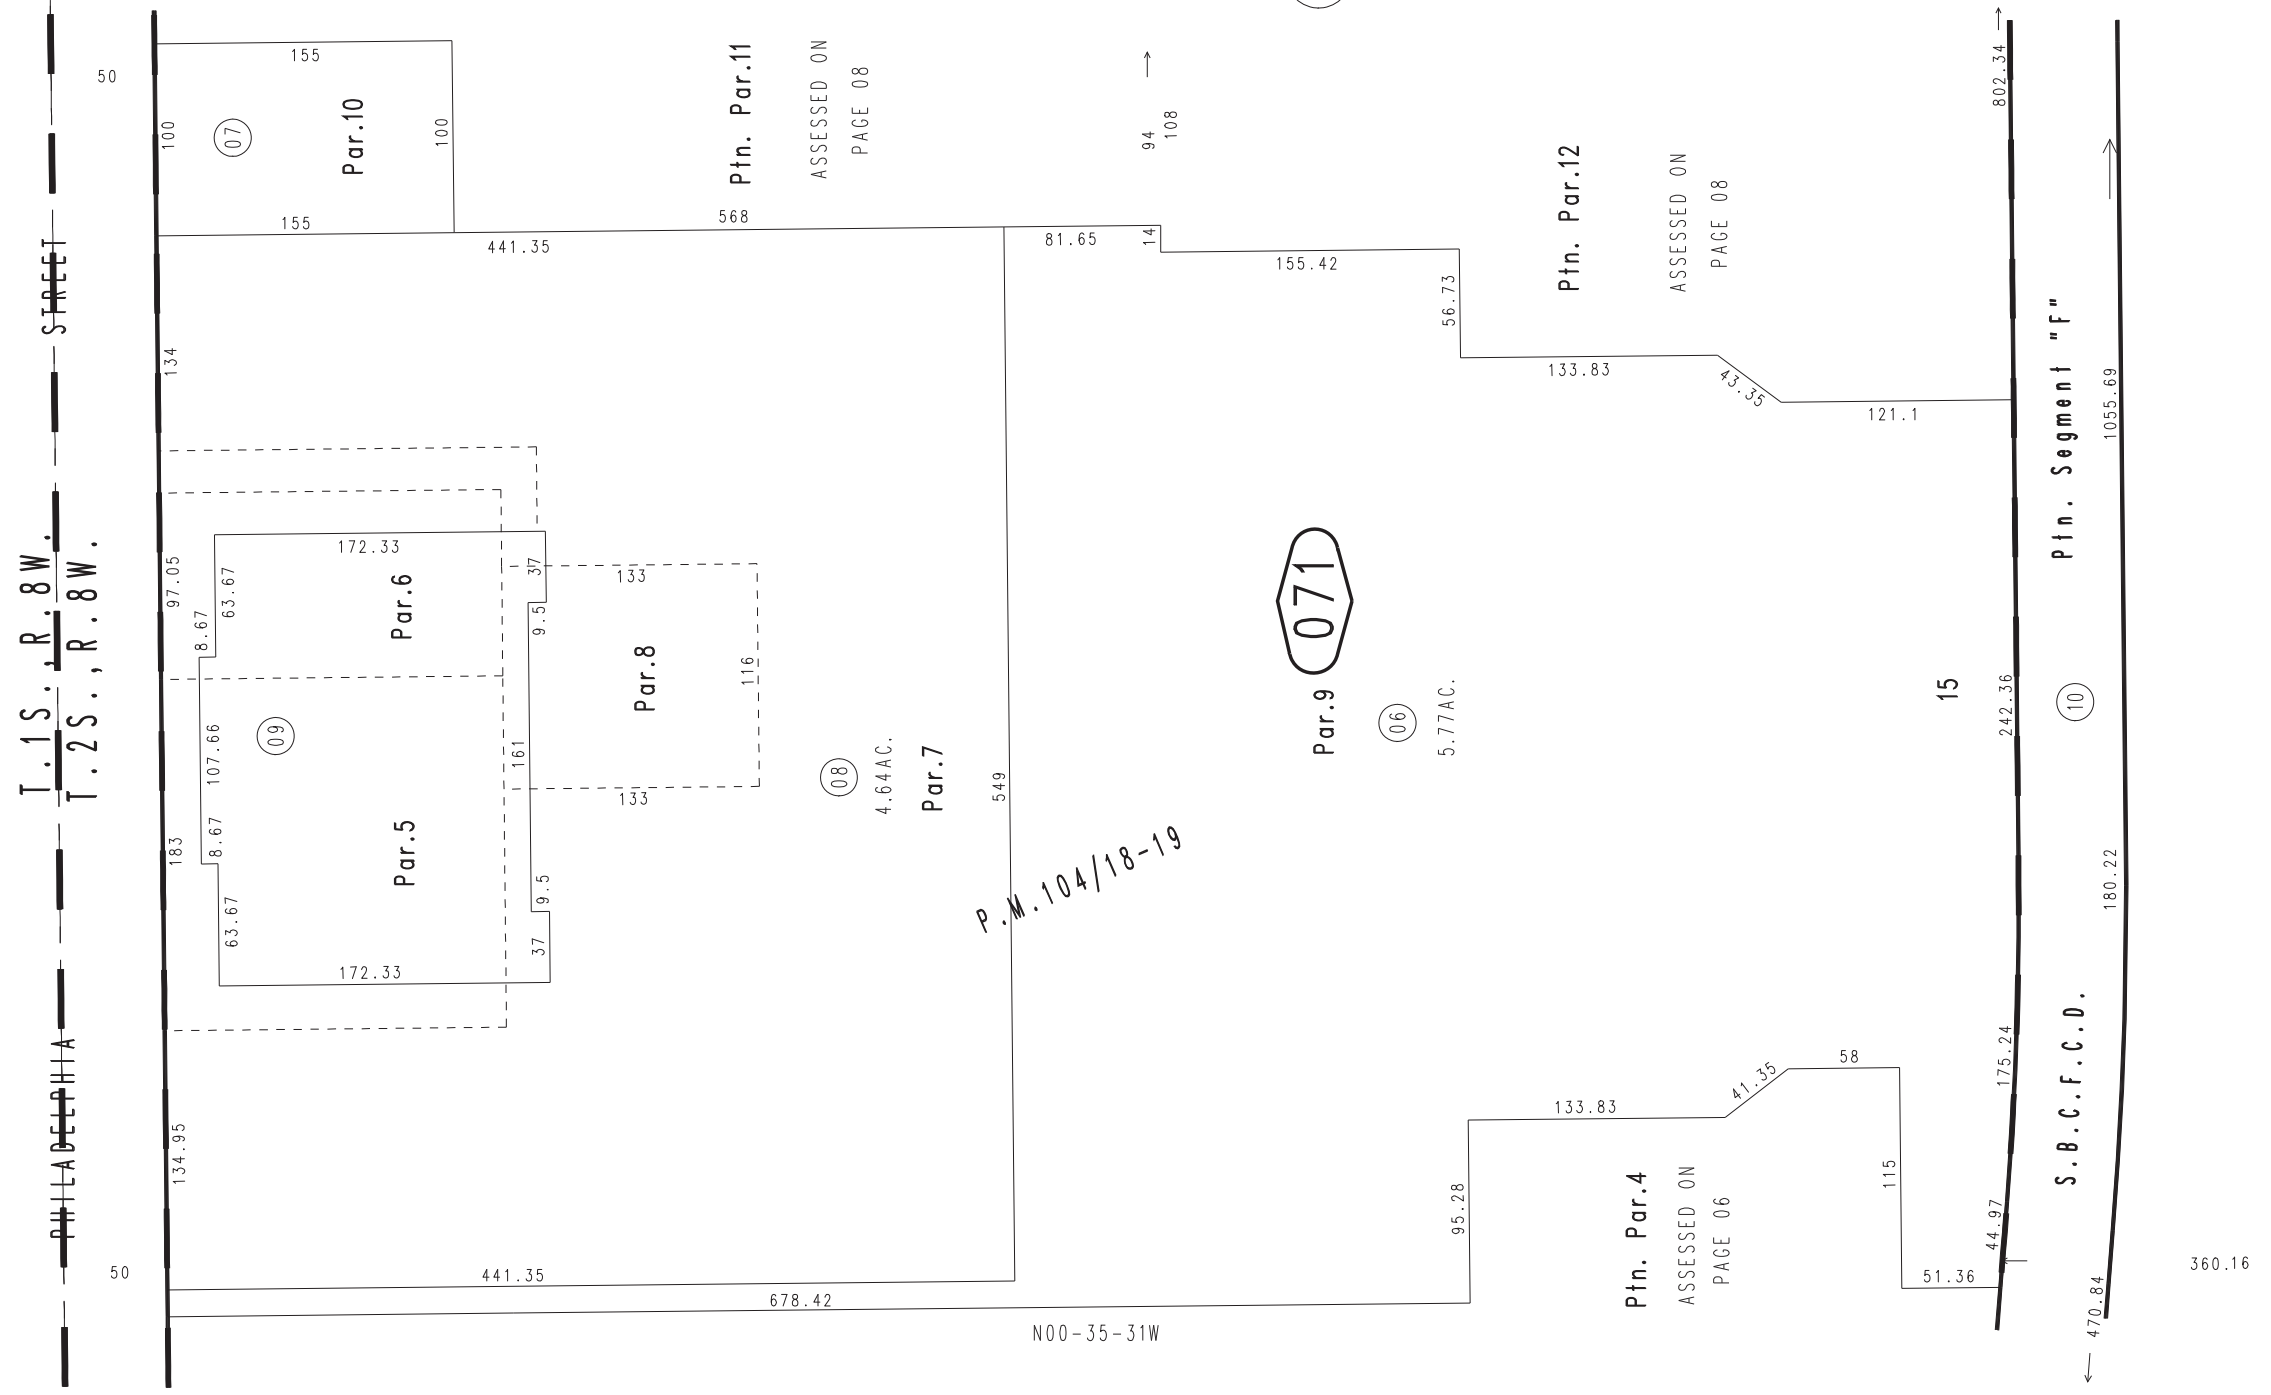 T.1S.,R.8W.
T.2S.,R.8W.
PHILADELPHIA STREET
50
50
155
100
07
Par.10
100
155
Ptn. Par.11
ASSESSED ON
PAGE 08
94
108
568
441.35
81.65
14
155.42
56.73
133.83
43.35
121.1
Ptn. Par.12
ASSESSED ON
PAGE 08
802.34
134
97.05
183
134.95
172.33
63.67
8.67
Par.6
37
9.5
133
Par.8
116
133
09
107.66
161
Par.5
8.67
63.67
9.5
37
172.33
08
4.64AC.
Par.7
549
P.M.104/18-19
071
Par.9
06
5.77AC.
15
242.36
10
Ptn. Segment "F"
1055.69
180.22
S.B.C.F.C.D.
175.24
44.97
58
41.35
133.83
95.28
115
51.36
Ptn. Par.4
ASSESSED ON
PAGE 06
441.35
678.42
N00-35-31W
470.84
360.16